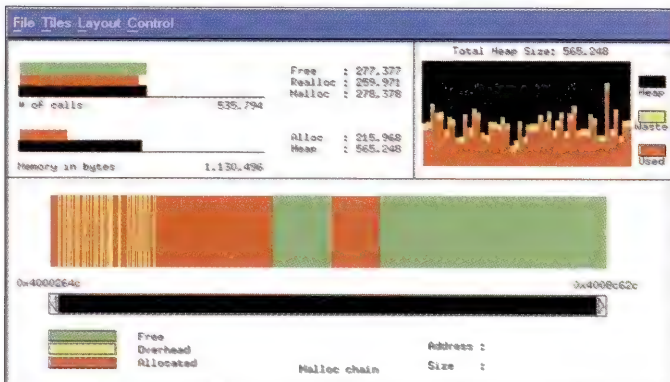 File Tiles Layout Control
Free : 277.377
Realloc : 259.971
Malloc : 278.378
# of calls 535.794
Alloc : 215.968
Heap : 565.248
Memory in bytes 1.130.496
Total Heap Size: 565.248
Heap
Waste
Used
0x4000264c 0x4008c62c
Free
Overhead
Allocated
Malloc chain
Address :
Size :